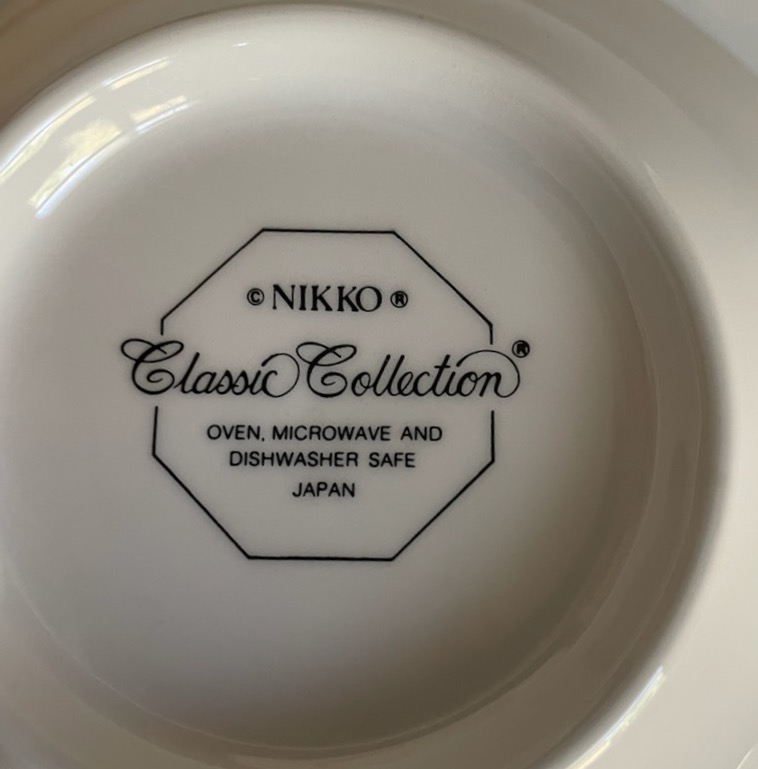 © NIKKO ®
Classic Collection®
OVEN, MICROWAVE AND
DISHWASHER SAFE
JAPAN